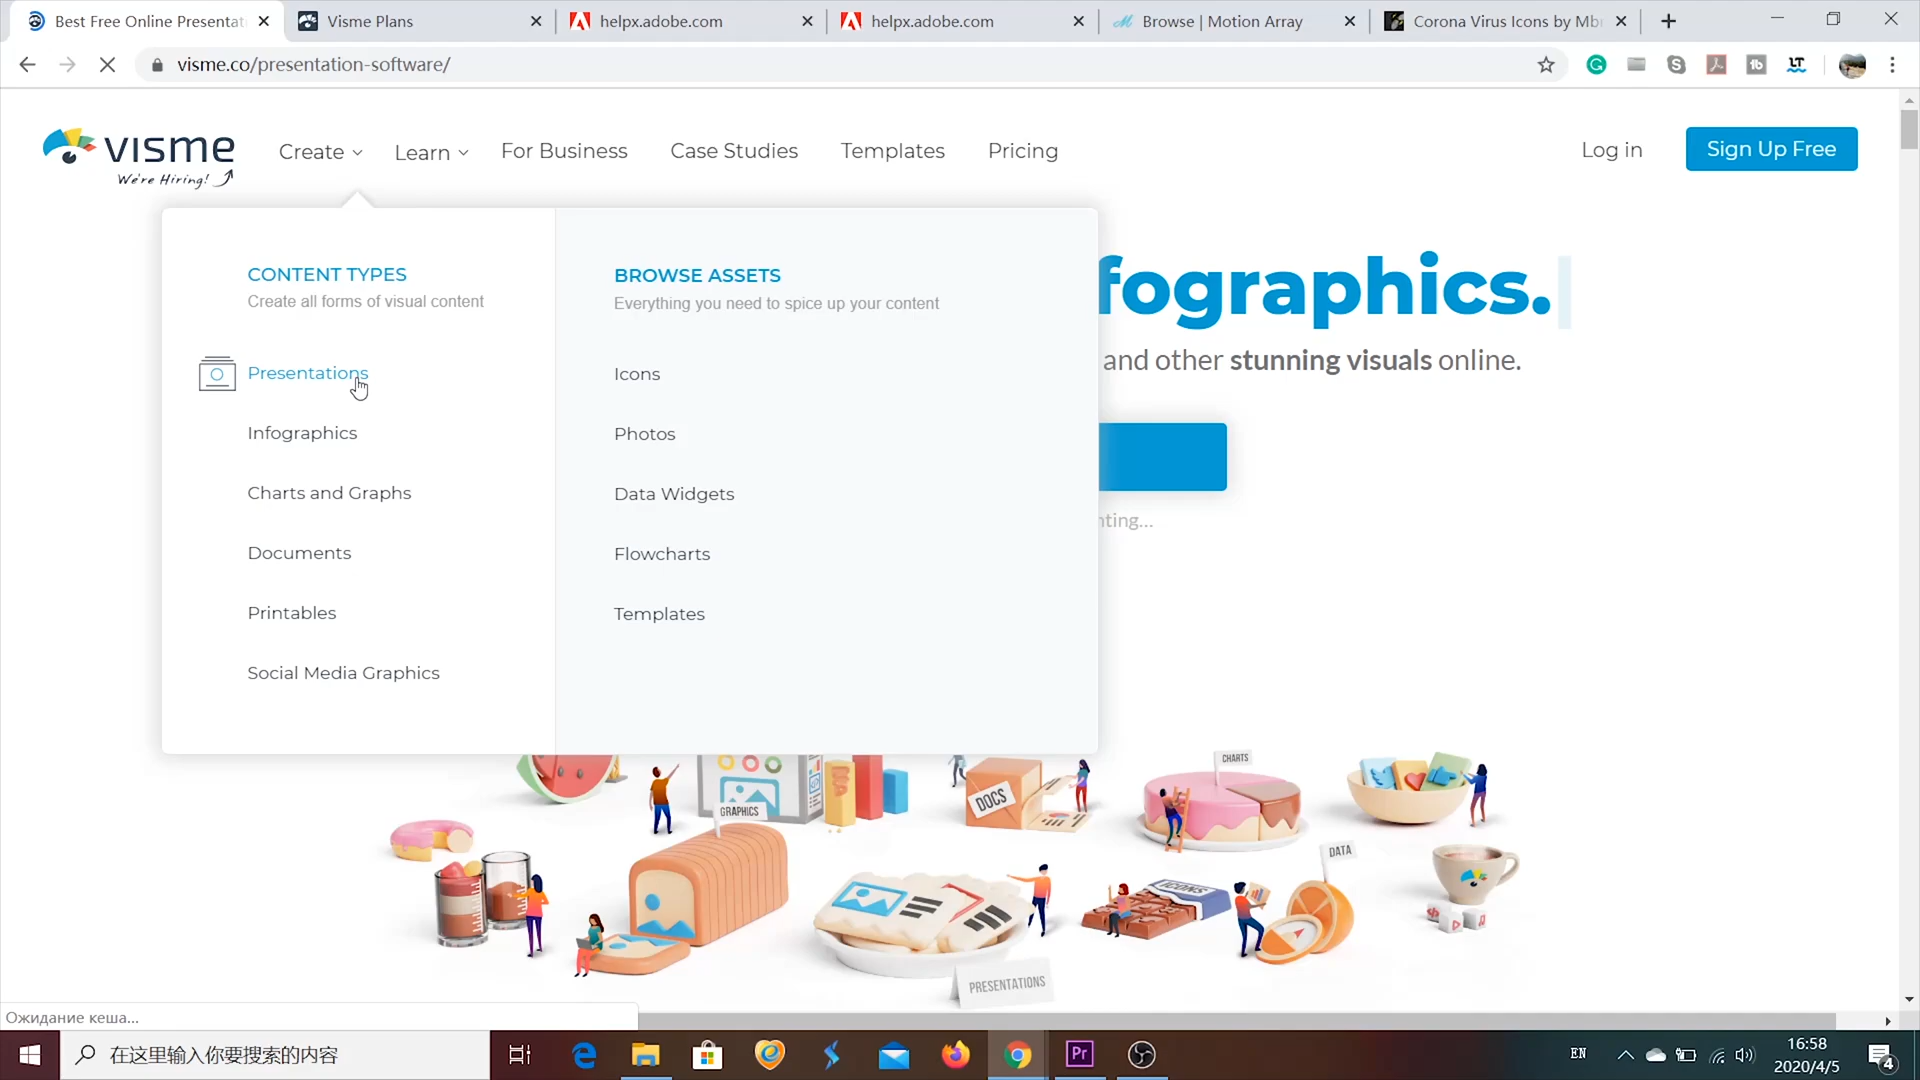 Best Free Online Presentati
Visme Plans
helpx.adobe.com
helpx.adobe.com
Browse | Motion Array
Corona Virus Icons by Mb
visme.co/presentation-software/
visme
We're Hiring!
Create
Learn
For Business
Case Studies
Templates
Pricing
Log in
Sign Up Free
CONTENT TYPES
Create all forms of visual content
Presentations
Infographics
Charts and Graphs
Documents
Printables
Social Media Graphics
BROWSE ASSETS
Everything you need to spice up your content
Icons
Photos
Data Widgets
Flowcharts
Templates
fographics.
and other stunning visuals online.
nting...
CHARTS
GRAPHICS
DOCS
DATA
ICONS
PRESENTATIONS
Ожидание кеша...
在这里输入你要搜索的内容
Pr
EN
16:58
2020/4/5
4